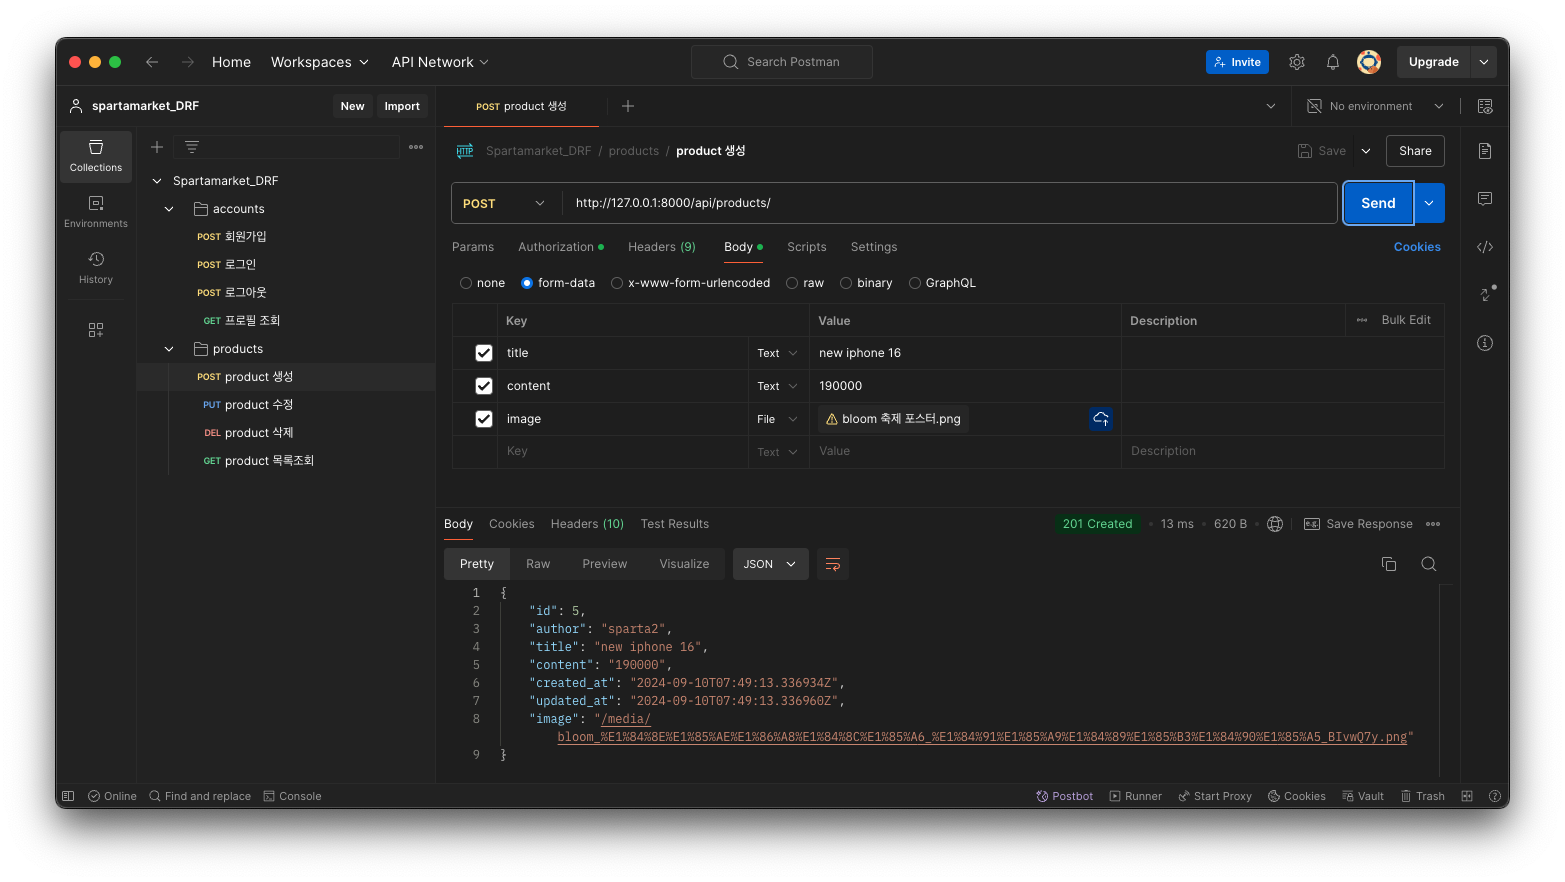 Home Workspaces API Network Search Postman Invite Upgrade
spartamarket_DRF New Import POST product 생성 No environment
Collections
Environments
History
Spartamarket_DRF
accounts
POST 회원가입
POST 로그인
POST 로그아웃
GET 프로필 조회
products
POST product 생성
PUT product 수정
DEL product 삭제
GET product 목록조회
HTTP Spartamarket_DRF / products / product 생성 Save Share
POST http://127.0.0.1:8000/api/products/ Send
Params Authorization Headers (9) Body Scripts Settings Cookies
none form-data x-www-form-urlencoded raw binary GraphQL
Key Value Description Bulk Edit
title Text new iphone 16
content Text 190000
image File bloom 축제 포스터.png
Key Text Value Description
Body Cookies Headers (10) Test Results 201 Created 13 ms 620 B e.g. Save Response
Pretty Raw Preview Visualize JSON
1 {
2 "id": 5,
3 "author": "sparta2",
4 "title": "new iphone 16",
5 "content": "190000",
6 "created_at": "2024-09-10T07:49:13.336934Z",
7 "updated_at": "2024-09-10T07:49:13.336960Z",
8 "image": "/media/
bloom_%E1%84%8E%E1%85%AE%E1%86%A8%E1%84%8C%E1%85%A6_%E1%84%91%E1%85%A9%E1%84%89%E1%85%B3%E1%84%90%E1%85%A5_BIvwQ7y.png"
9 }
Online Find and replace Console Postbot Runner Start Proxy Cookies Vault Trash